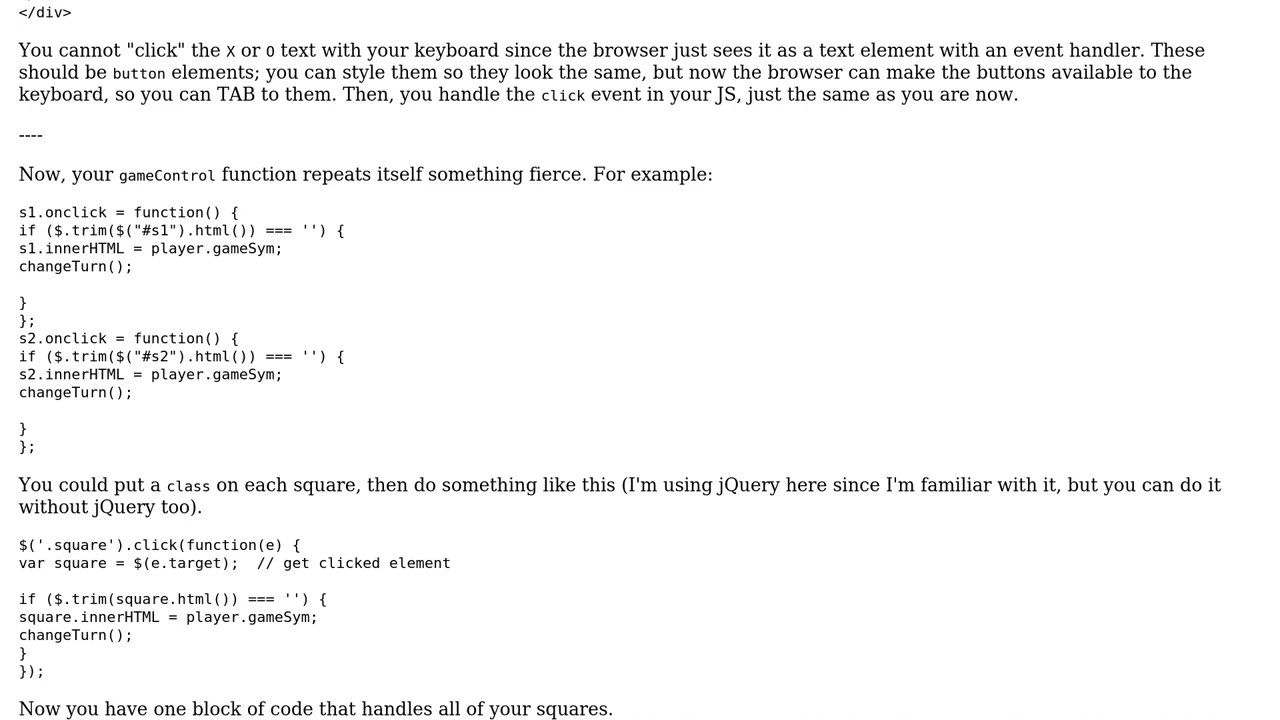 </div>
You cannot "click" the X or O text with your keyboard since the browser just sees it as a text element with an event handler. These
should be button elements; you can style them so they look the same, but now the browser can make the buttons available to the
keyboard, so you can TAB to them. Then, you handle the click event in your JS, just the same as you are now.
----
Now, your gameControl function repeats itself something fierce. For example:
s1.onclick = function() {
if ($.trim($("#s1").html()) === '') {
s1.innerHTML = player.gameSym;
changeTurn();
}
};
s2.onclick = function() {
if ($.trim($("#s2").html()) === '') {
s2.innerHTML = player.gameSym;
changeTurn();
}
};
You could put a class on each square, then do something like this (I'm using jQuery here since I'm familiar with it, but you can do it
without jQuery too).
$('.square').click(function(e) {
var square = $(e.target);  // get clicked element
if ($.trim(square.html()) === '') {
square.innerHTML = player.gameSym;
changeTurn();
}
});
Now you have one block of code that handles all of your squares.